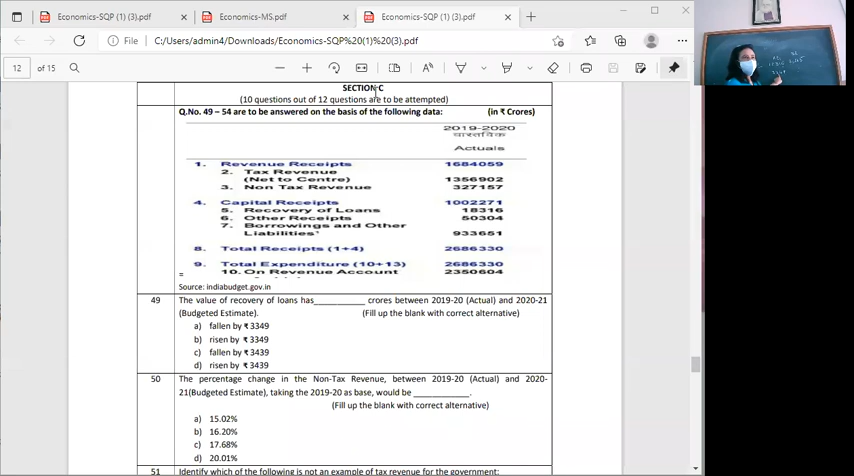 Economics-SQP (1) (3).pdf
Economics-MS.pdf
Economics-SQP (1) (3).pdf
File
C:/Users/admin4/Downloads/Economics-SQP%20(1)%20(3).pdf
12 of 15
SECTION-C
(10 questions out of 12 questions are to be attempted)
Q.No. 49 – 54 are to be answered on the basis of the following data: (in ₹ Crores)
2019-2020
वास्तविक
Actuals
1. Revenue Receipts 1684059
2. Tax Revenue
(Net to Centre) 1356902
3. Non Tax Revenue 327157
4. Capital Receipts 1002271
5. Recovery of Loans 18316
6. Other Receipts 50304
7. Borrowings and Other
Liabilities 933651
8. Total Receipts (1+4) 2686330
9. Total Expenditure (10+13) 2686330
10. On Revenue Account 2350604
Source: indiabudget.gov.in
49 The value of recovery of loans has___________ crores between 2019-20 (Actual) and 2020-21
(Budgeted Estimate). (Fill up the blank with correct alternative)
a) fallen by ₹ 3349
b) risen by ₹ 3349
c) fallen by ₹ 3439
d) risen by ₹ 3439
50 The percentage change in the Non-Tax Revenue, between 2019-20 (Actual) and 2020-
21(Budgeted Estimate), taking the 2019-20 as base, would be ____________.
(Fill up the blank with correct alternative)
a) 15.02%
b) 16.20%
c) 17.68%
d) 20.01%
51 Identify which of the following is not an example of tax revenue for the government: